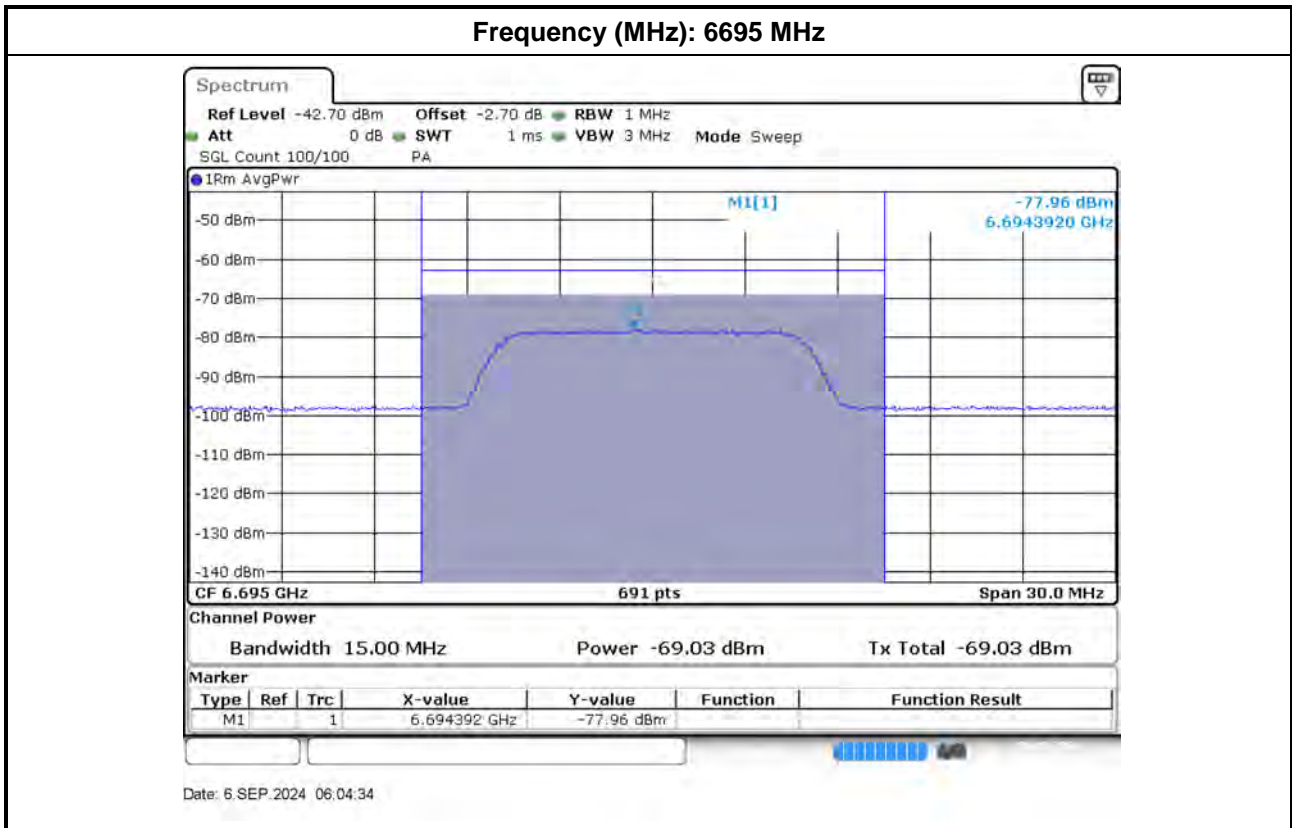 Frequency (MHz): 6695 MHz
Spectrum
Ref Level -42.70 dBm Offset -2.70 dB RBW 1 MHz
Att 0 dB SWT 1 ms VBW 3 MHz Mode Sweep
SGL Count 100/100 PA
1Rm AvgPwr
M1[1] -77.96 dBm
6.6943920 GHz
-50 dBm
-60 dBm
-70 dBm
-80 dBm
-90 dBm
-100 dBm
-110 dBm
-120 dBm
-130 dBm
-140 dBm
CF 6.695 GHz 691 pts Span 30.0 MHz
Channel Power
Bandwidth 15.00 MHz Power -69.03 dBm Tx Total -69.03 dBm
Marker
Type Ref Trc X-value Y-value Function Function Result
M1 1 6.694392 GHz -77.96 dBm
Date: 6.SEP.2024 06:04:34